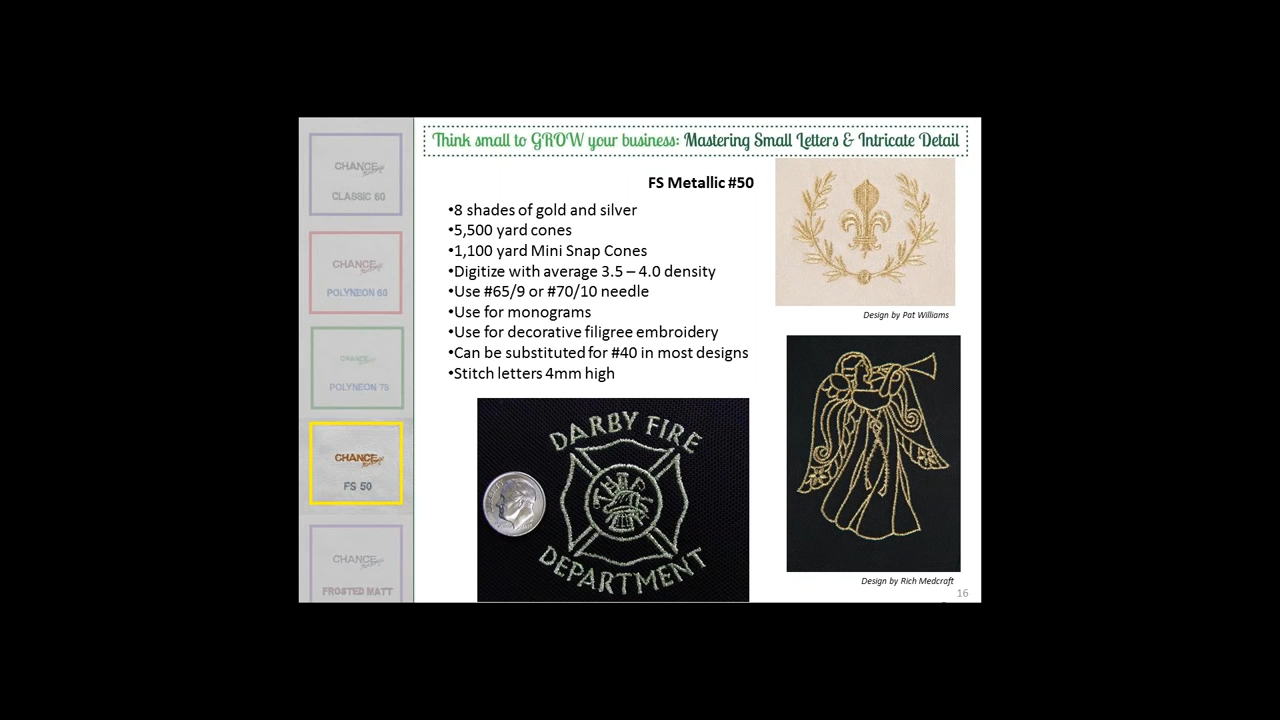 Think small to GROW your business: Mastering Small Letters & Intricate Detail
CHANCE
CLASSIC 60
CHANCE
POLYNEON 60
CHANCE
POLYNEON 75
CHANCE
FS 50
CHANCE
FROSTED MATT
FS Metallic #50
•8 shades of gold and silver
•5,500 yard cones
•1,100 yard Mini Snap Cones
•Digitize with average 3.5 – 4.0 density
•Use #65/9 or #70/10 needle
•Use for monograms
•Use for decorative filigree embroidery
•Can be substituted for #40 in most designs
•Stitch letters 4mm high
Design by Pat Williams
DARBY FIRE
DEPARTMENT
Design by Rich Medcraft
16